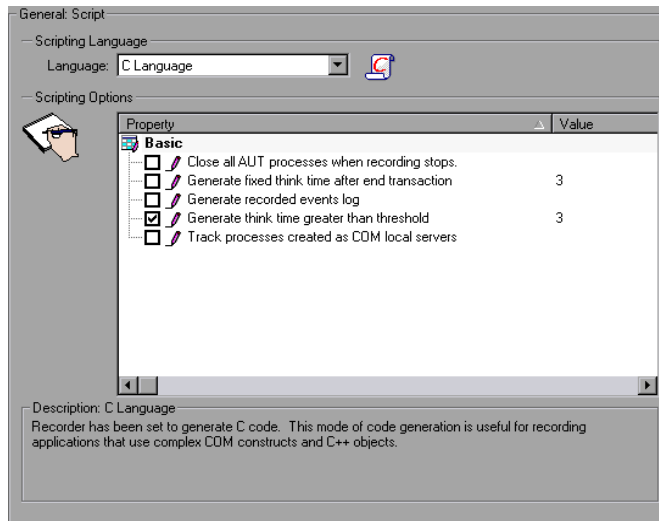 General: Script
Scripting Language
Language: C Language
Scripting Options
Property Value
Basic
Close all AUT processes when recording stops.
Generate fixed think time after end transaction 3
Generate recorded events log
Generate think time greater than threshold 3
Track processes created as COM local servers
Description: C Language
Recorder has been set to generate C code. This mode of code generation is useful for recording
applications that use complex COM constructs and C++ objects.